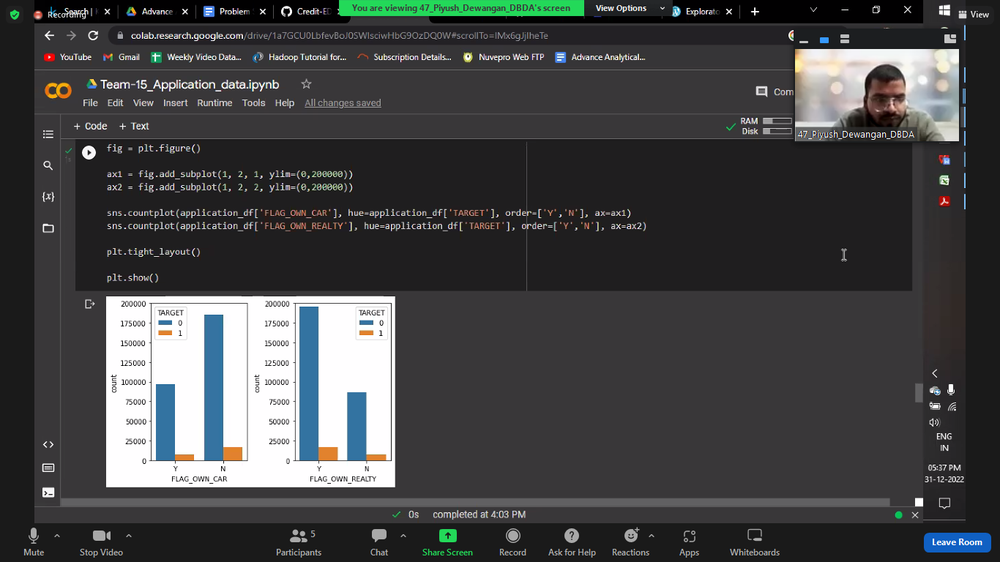 Recording
Search | K
Advance
Problem
Credit-ED
You are viewing 47_Piyush_Dewangan_DBDA's screen
View Options
Explorato
View
colab.research.google.com/drive/1a7GCU0LbfevBoJ0SWlsciwHbG9OzDQ0W#scrollTo=IMx6gJjIheTe
YouTube
Gmail
Weekly Video Data...
Hadoop Tutorial for...
Subscription Details...
Nuvepro Web FTP
Advance Analytical...
Team-15_Application_data.ipynb
File Edit View Insert Runtime Tools Help All changes saved
Com
47_Piyush_Dewangan_DBDA
+ Code + Text
RAM
Disk
1s
fig = plt.figure()
ax1 = fig.add_subplot(1, 2, 1, ylim=(0,200000))
ax2 = fig.add_subplot(1, 2, 2, ylim=(0,200000))
sns.countplot(application_df['FLAG_OWN_CAR'], hue=application_df['TARGET'], order=['Y','N'], ax=ax1)
sns.countplot(application_df['FLAG_OWN_REALTY'], hue=application_df['TARGET'], order=['Y','N'], ax=ax2)
plt.tight_layout()
plt.show()
200000
175000
150000
125000
100000
75000
50000
25000
0
count
TARGET
0
1
Y N
FLAG_OWN_CAR
200000
175000
150000
125000
100000
75000
50000
25000
0
count
TARGET
0
1
Y N
FLAG_OWN_REALTY
ENG
IN
05:37 PM
31-12-2022
0s completed at 4:03 PM
Mute
Stop Video
5
Participants
Chat
Share Screen
Record
Ask for Help
Reactions
Apps
Whiteboards
Leave Room